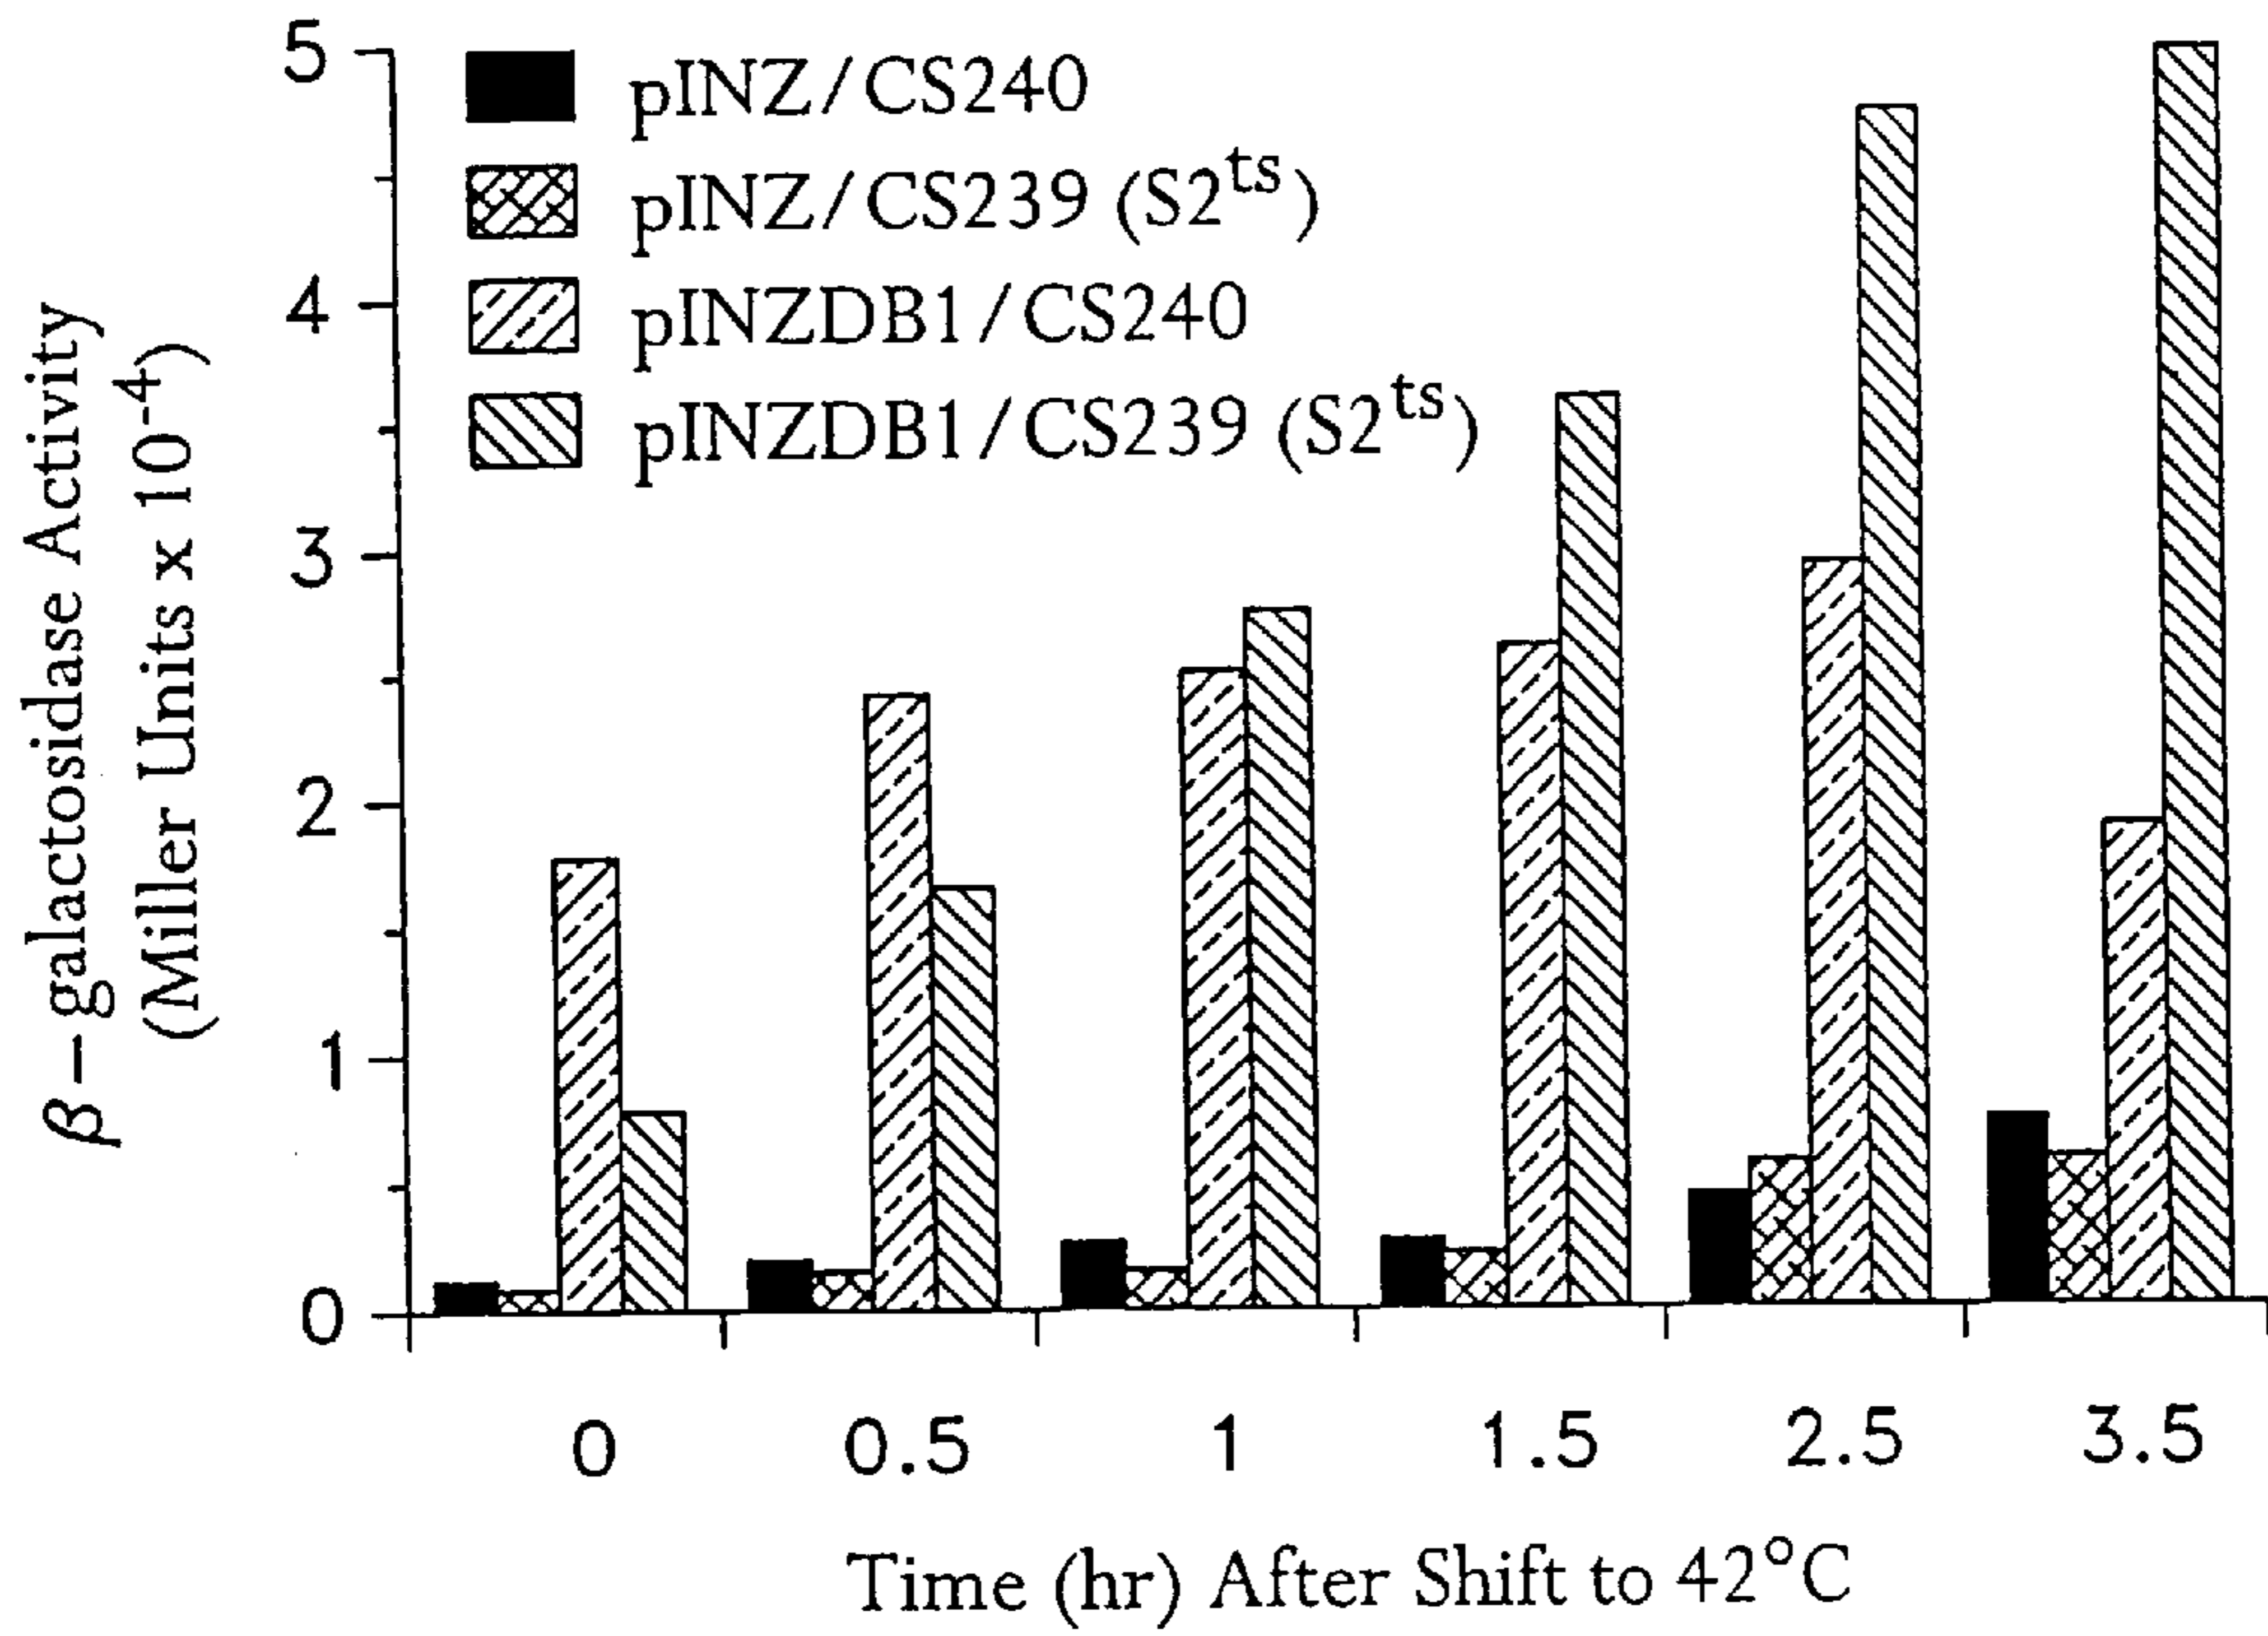 5
4
3
2
1
0
β-galactosidase Activity
(Miller Units x 10⁻⁴)
pINZ/CS240
pINZ/CS239 (S2ᵗˢ)
pINZDB1/CS240
pINZDB1/CS239 (S2ᵗˢ)
0 0.5 1 1.5 2.5 3.5
Time (hr) After Shift to 42°C